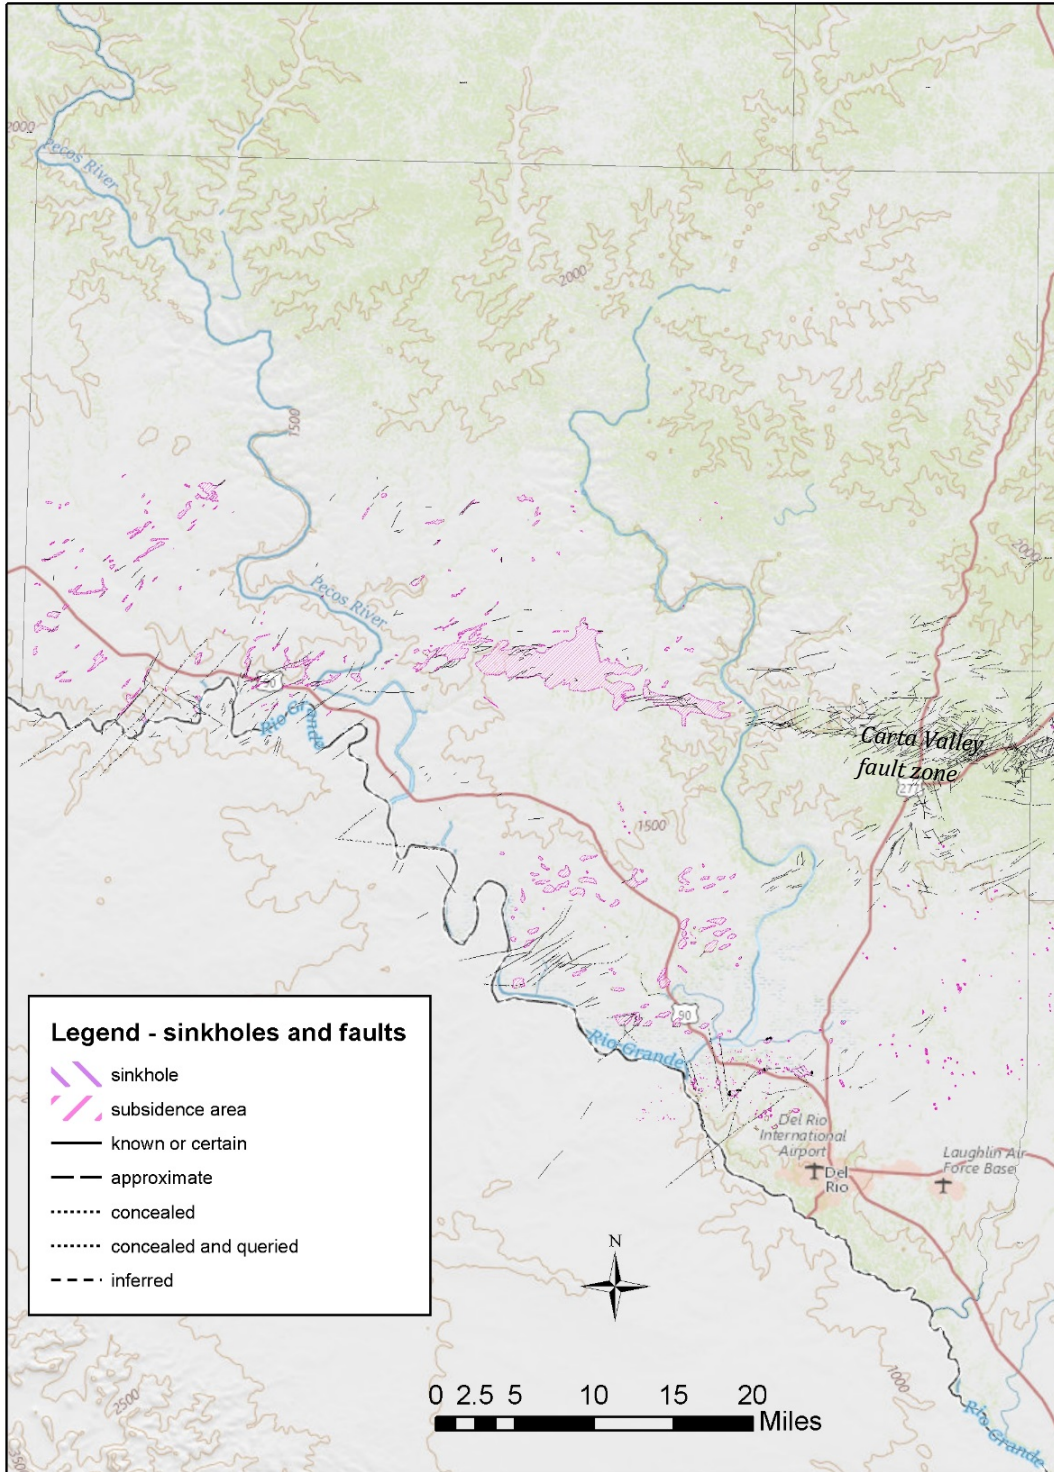 2000
Pecos River
2000
1500
2000
Pecos River
90
Rio Grande
Carta Valley
fault zone
277
1500
90
Rio Grande
Legend - sinkholes and faults
sinkhole
subsidence area
known or certain
approximate
concealed
concealed and queried
inferred
Del Rio
International
Airport
Laughlin Air
Force Base
Del
Rio
N
1000
0 2.5 5 10 15 20
Miles
2500
Rio Grande